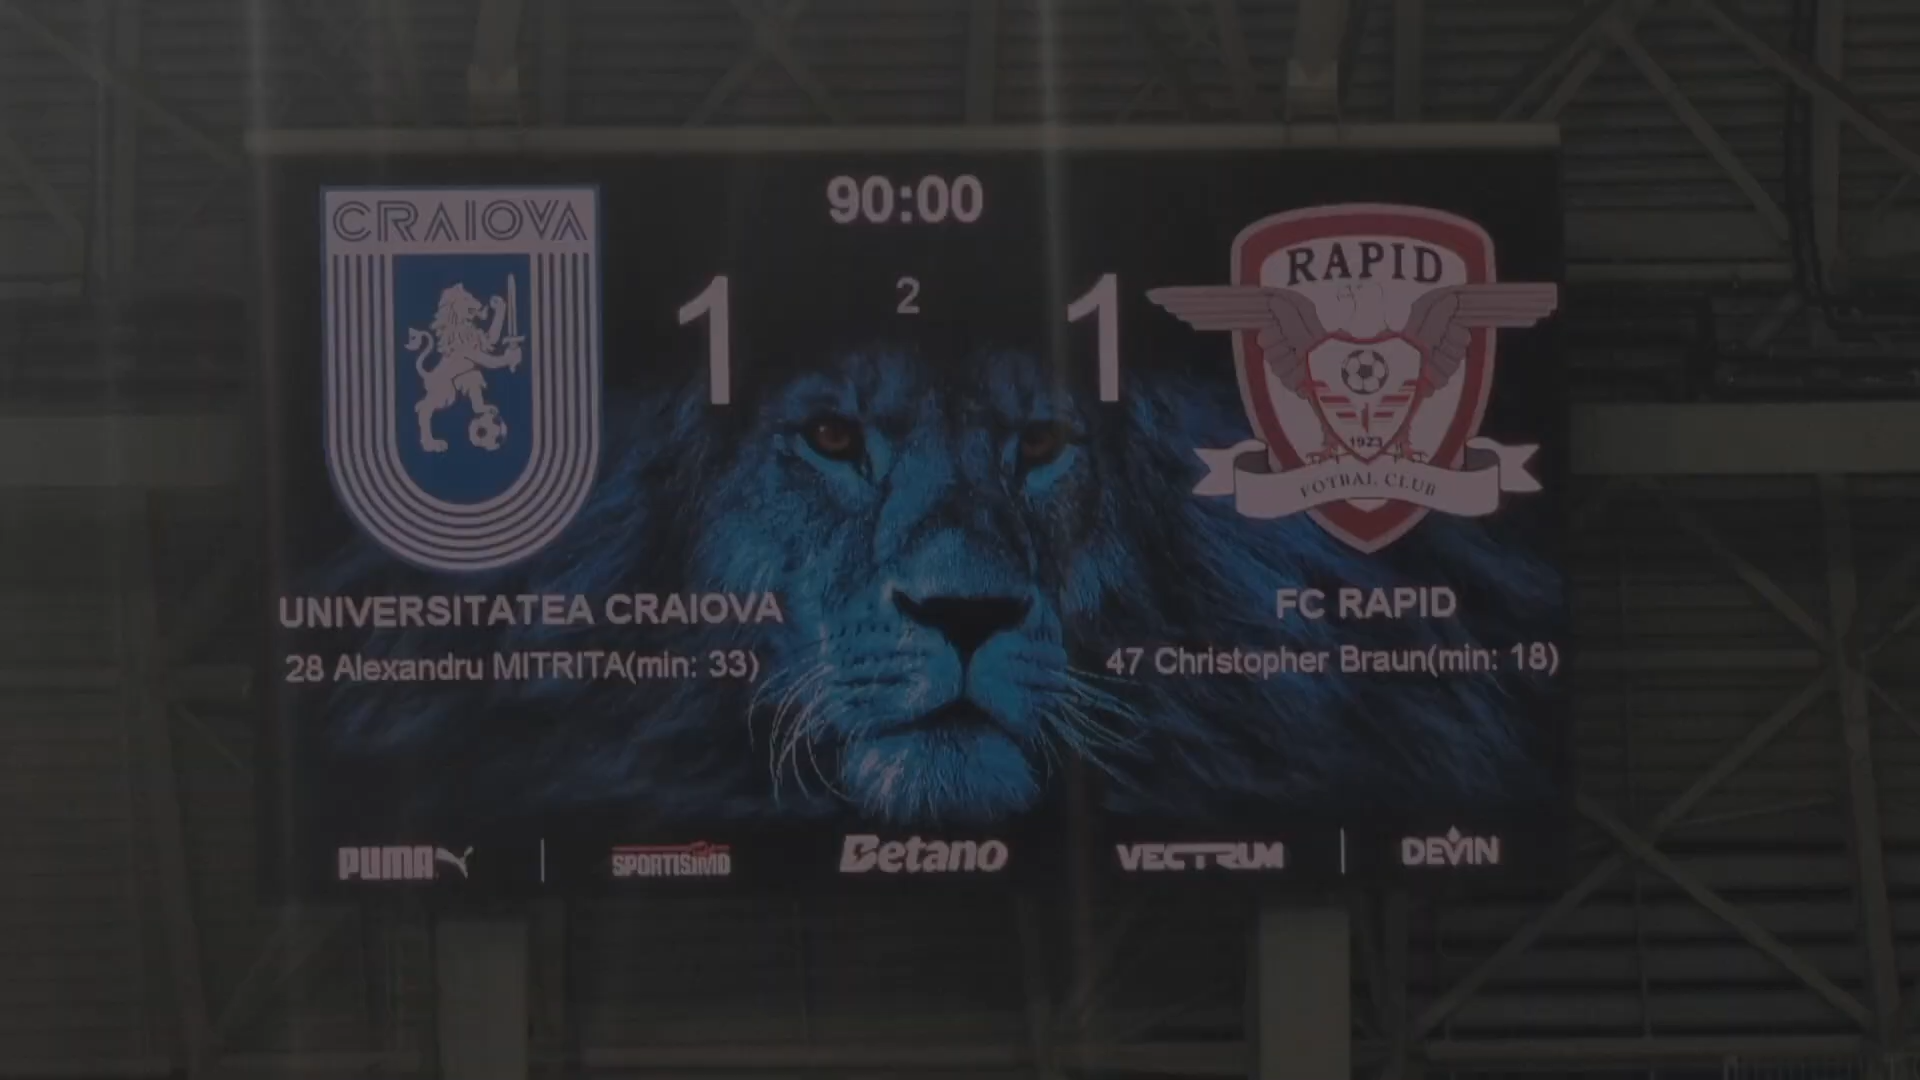 90:00
CRAIOVA
RAPID
1
2
1
1923
FOTBAL CLUB
UNIVERSITATEA CRAIOVA
FC RAPID
28 Alexandru MITRITA(min: 33)
47 Christopher Braun(min: 18)
PUMA
SPORTISIMO
Betano
VECTRUM
DEVIN